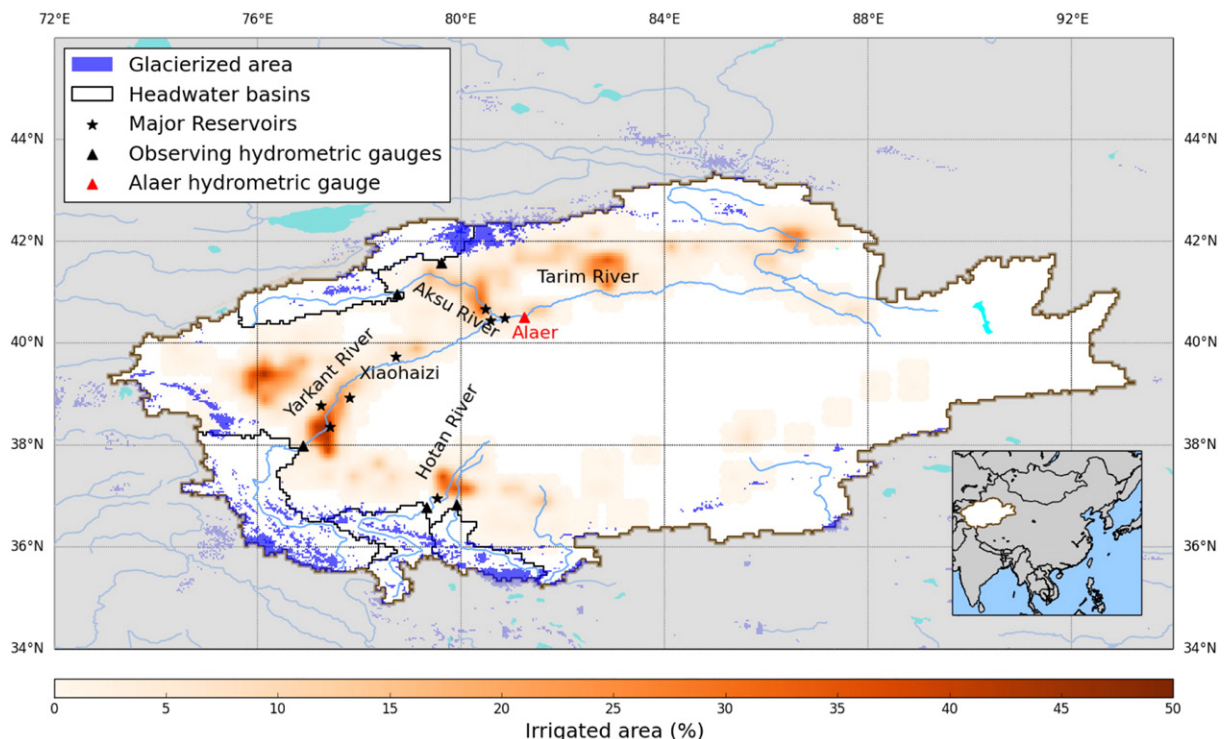 72°E 76°E 80°E 84°E 88°E 92°E
Glacierized area
Headwater basins
Major Reservoirs
Observing hydrometric gauges
Alaer hydrometric gauge
44°N 44°N
42°N 42°N
Tarim River
Aksu River
40°N 40°N
Alaer
Yarkant River
Xiaohaizi
Hotan River
38°N 38°N
36°N 36°N
34°N 34°N
0 5 10 15 20 25 30 35 40 45 50
Irrigated area (%)